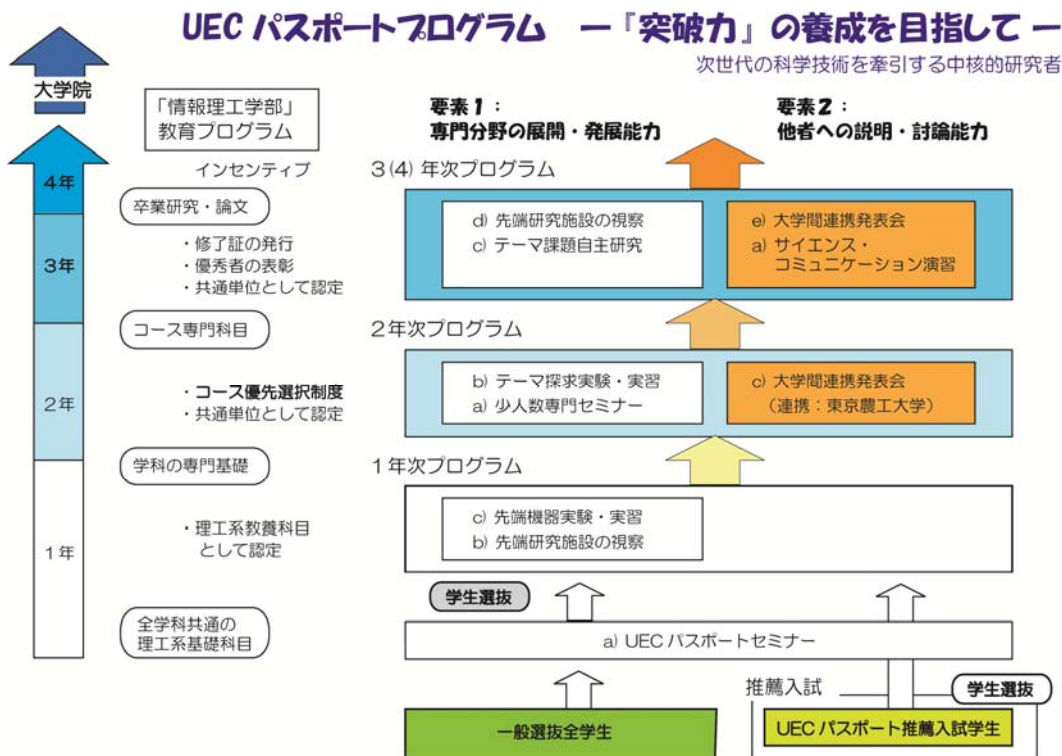 UEC パスポートプログラム ー『突破力』の養成を目指して ー
次世代の科学技術を牽引する中核的研究者
大学院
4年
3年
2年
1年
「情報理工学部」
教育プログラム
インセンティブ
卒業研究・論文
・修了証の発行
・優秀者の表彰
・共通単位として認定
コース専門科目
・コース優先選択制度
・共通単位として認定
学科の専門基礎
・理工系教養科目
として認定
全学科共通の
理工系基礎科目
要素1：
専門分野の展開・発展能力
要素2：
他者への説明・討論能力
3(4) 年次プログラム
d) 先端研究施設の視察
c) テーマ課題自主研究
e) 大学間連携発表会
a) サイエンス・
コミュニケーション演習
2年次プログラム
b) テーマ探求実験・実習
a) 少人数専門セミナー
c) 大学間連携発表会
（連携：東京農工大学）
1年次プログラム
c) 先端機器実験・実習
b) 先端研究施設の視察
学生選抜
a) UEC パスポートセミナー
推薦入試
学生選抜
一般選抜全学生
UEC パスポート推薦入試学生